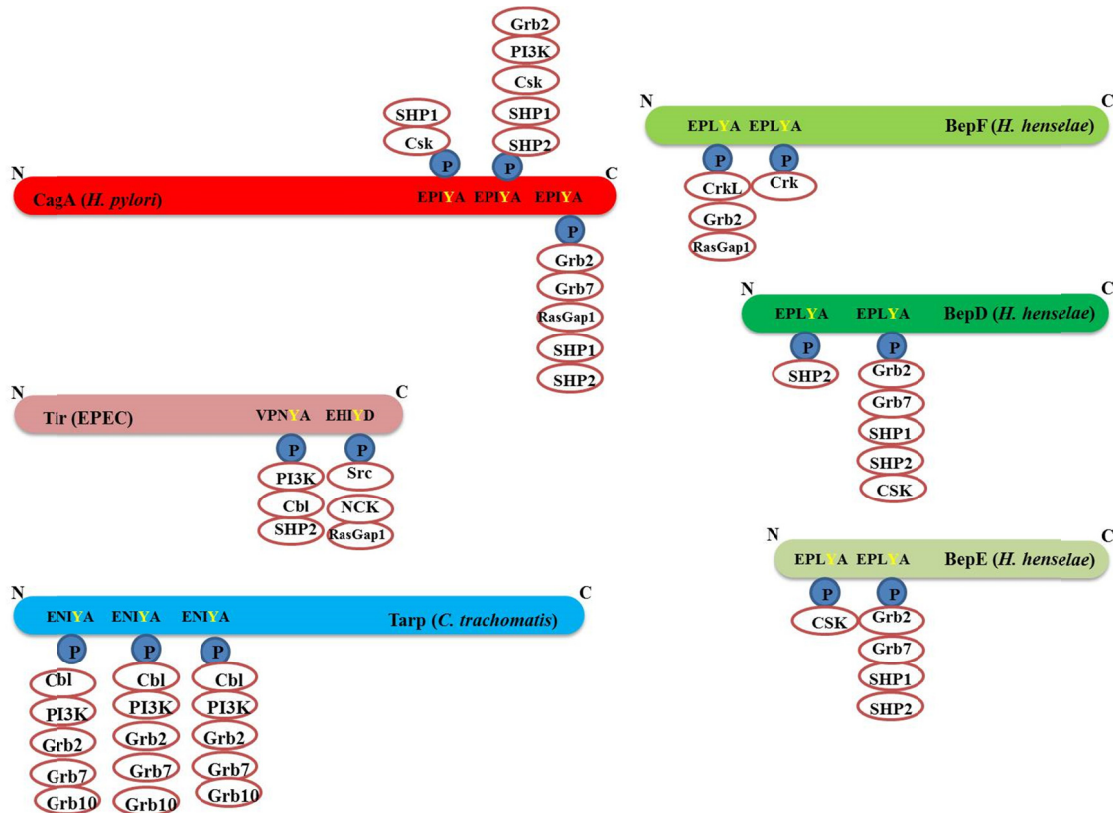 Grb2
PI3K
Csk
SHP1
SHP2
P
SHP1
Csk
P
N
C
CagA (H. pylori)
EPIYA EPIYA EPIYA
P
Grb2
Grb7
RasGap1
SHP1
SHP2
N
C
Tir (EPEC)
VPNYA EHIYD
P
P
PI3K
Cbl
SHP2
Src
NCK
RasGap1
N
C
ENIYA ENIYA ENIYA
Tarp (C. trachomatis)
P
P
P
Cbl
PI3K
Grb2
Grb7
Grb10
Cbl
PI3K
Grb2
Grb7
Grb10
Cbl
PI3K
Grb2
Grb7
Grb10
N
C
EPLYA EPLYA
BepF (H. henselae)
P
P
CrkL
Grb2
RasGap1
Crk
N
C
EPLYA EPLYA
BepD (H. henselae)
P
P
SHP2
Grb2
Grb7
SHP1
SHP2
CSK
N
C
EPLYA EPLYA
BepE (H. henselae)
P
P
CSK
Grb2
Grb7
SHP1
SHP2